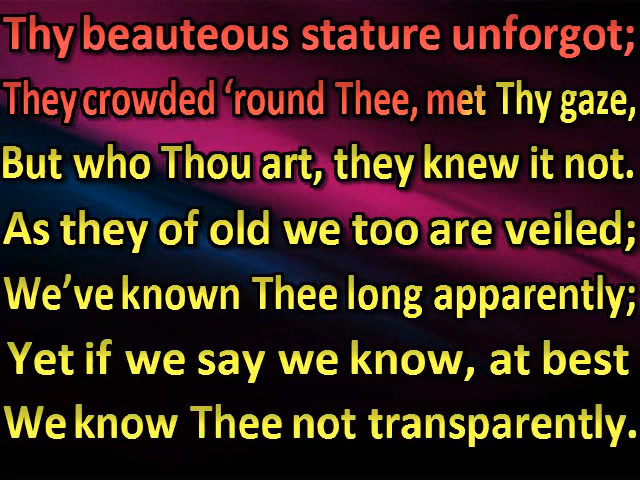 Thy beauteous stature unforgot;
They crowded ‘round Thee, met Thy gaze,
But who Thou art, they knew it not.
As they of old we too are veiled;
We’ve known Thee long apparently;
Yet if we say we know, at best
We know Thee not transparently.